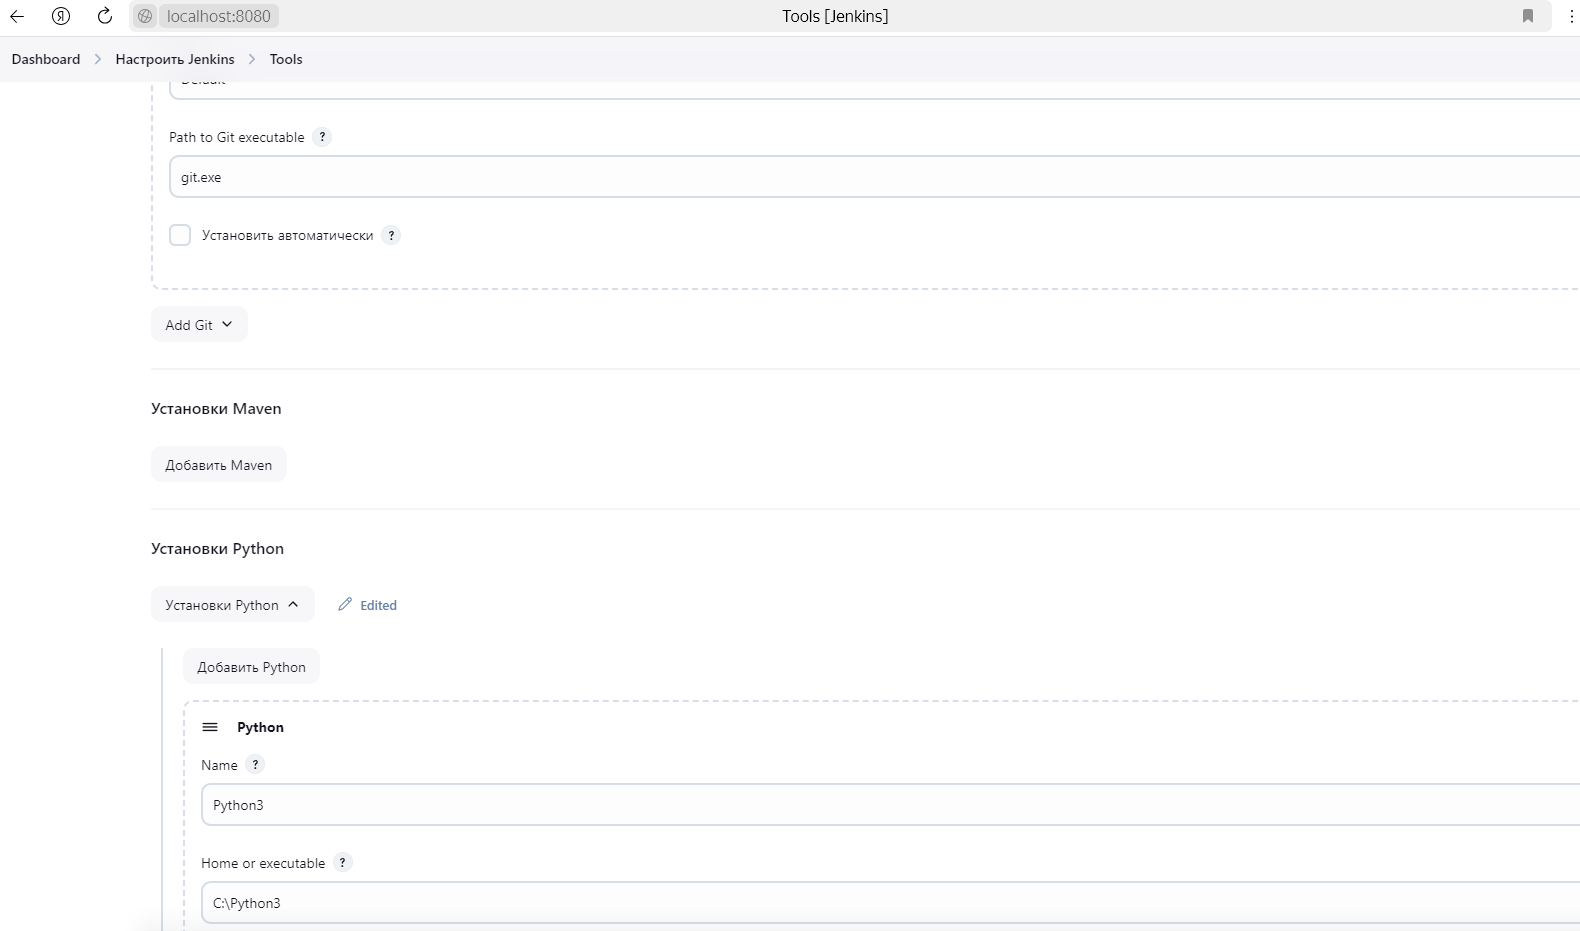 localhost:8080
Tools [Jenkins]
Dashboard > Настроить Jenkins > Tools
Default
Path to Git executable ?
git.exe
Установить автоматически ?
Add Git
Установки Maven
Добавить Maven
Установки Python
Установки Python Edited
Добавить Python
Python
Name ?
Python3
Home or executable ?
C:\Python3